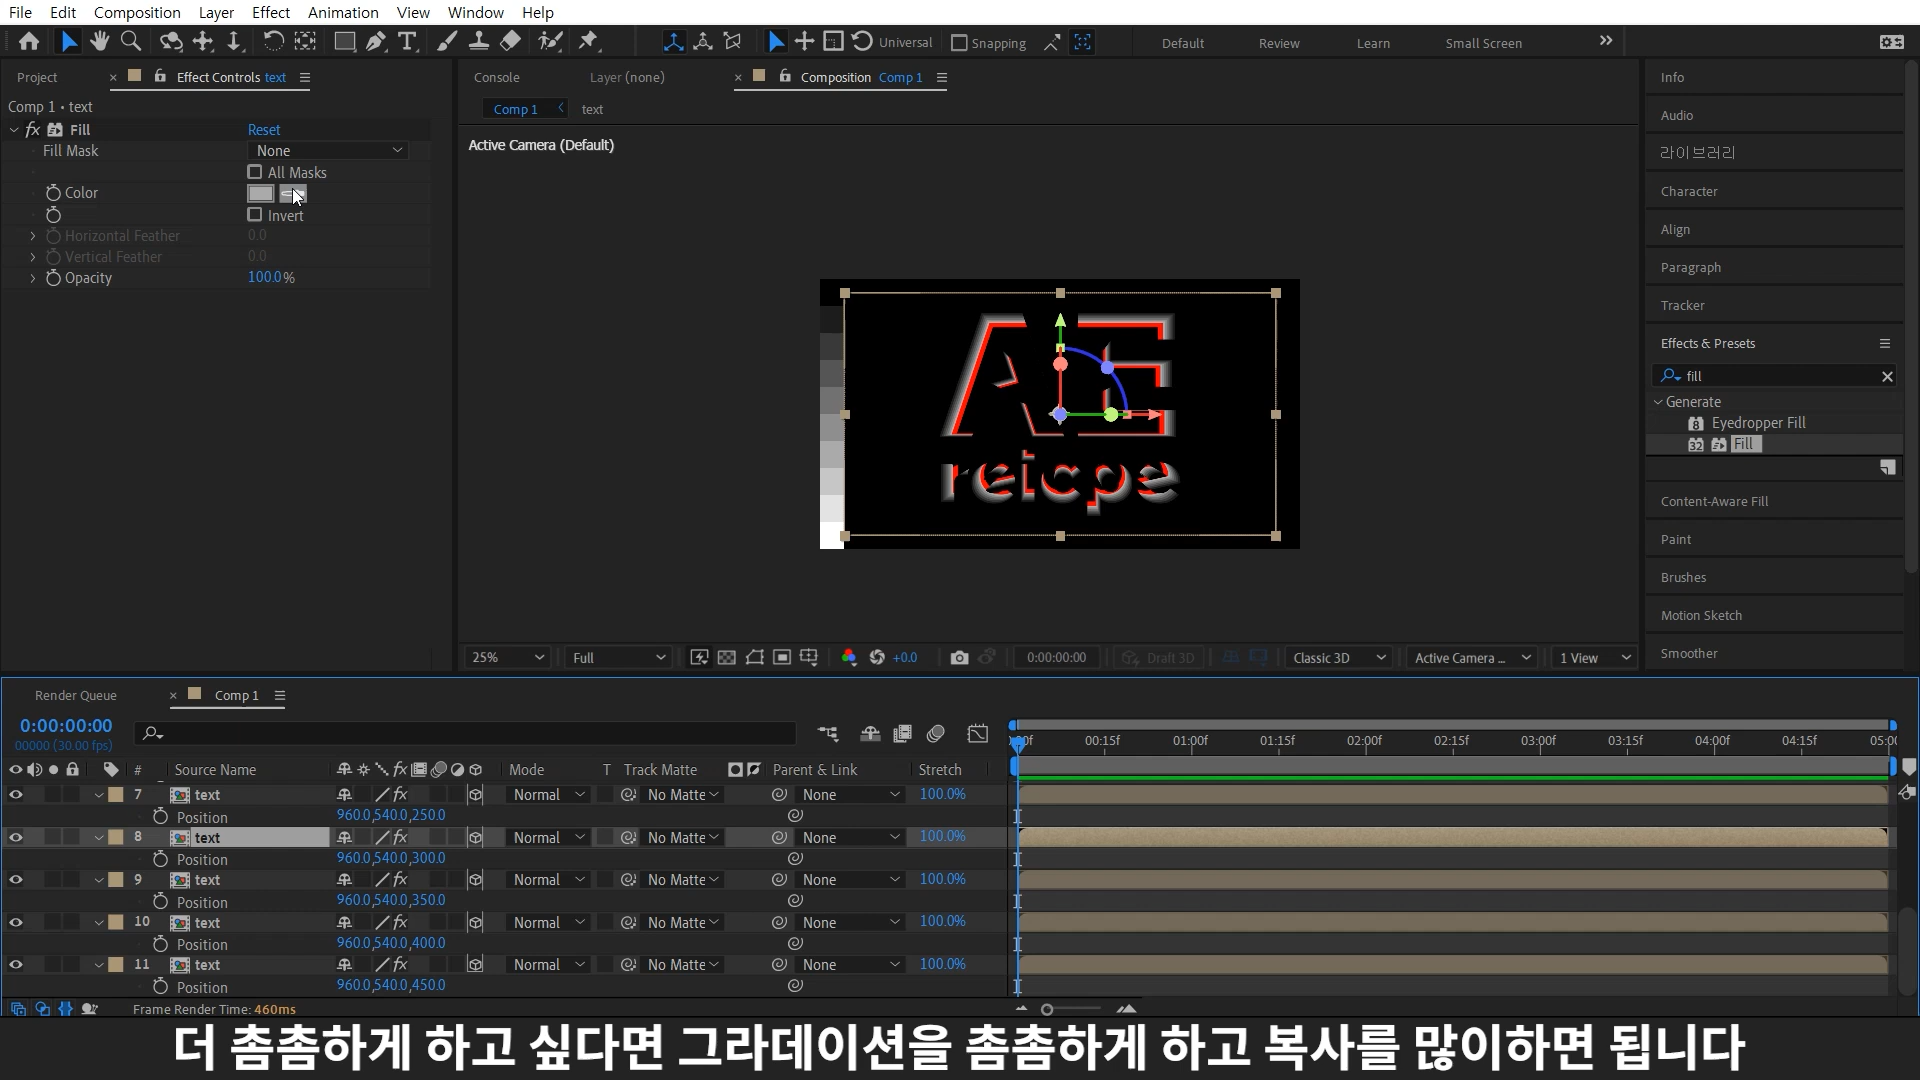 File Edit Composition Layer Effect Animation View Window Help
Universal Snapping Default Review Learn Small Screen
Project Effect Controls text
Comp 1 • text
fx Fill Reset
Fill Mask None
All Masks
Color
Invert
Horizontal Feather 0.0
Vertical Feather 0.0
Opacity 100.0%
Console Layer (none) Composition Comp 1
Comp 1 text
Active Camera (Default)
AE
reicpe
25% Full +0.0 0:00:00:00 Draft 3D Classic 3D Active Camera ... 1 View
Info
Audio
라이브러리
Character
Align
Paragraph
Tracker
Effects & Presets
fill
Generate
Eyedropper Fill
Fill
Content-Aware Fill
Paint
Brushes
Motion Sketch
Smoother
Render Queue Comp 1
0:00:00:00
00000 (30.00 fps)
00:15f 01:00f 01:15f 02:00f 02:15f 03:00f 03:15f 04:00f 04:15f
# Source Name Mode T Track Matte Parent & Link Stretch
7 text Normal No Matte None 100.0%
Position 960.0,540.0,250.0
8 text Normal No Matte None 100.0%
Position 960.0,540.0,300.0
9 text Normal No Matte None 100.0%
Position 960.0,540.0,350.0
10 text Normal No Matte None 100.0%
Position 960.0,540.0,400.0
11 text Normal No Matte None 100.0%
Position 960.0,540.0,450.0
Frame Render Time: 460ms
더 촘촘하게 하고 싶다면 그라데이션을 촘촘하게 하고 복사를 많이하면 됩니다